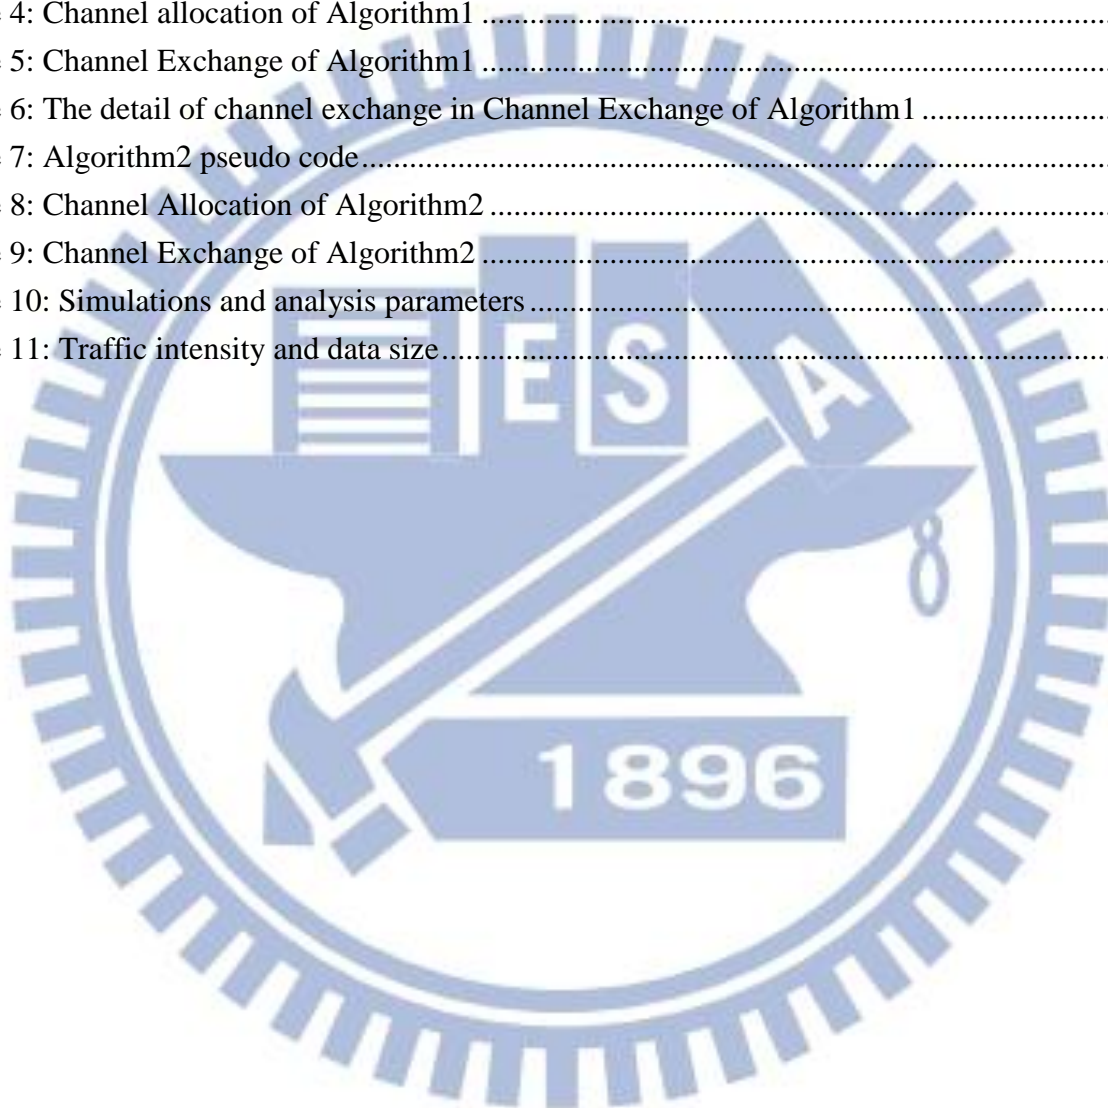 e 4: Channel allocation of Algorithm1 ........................................................................................
e 5: Channel Exchange of Algorithm1 ........................................................................................
e 6: The detail of channel exchange in Channel Exchange of Algorithm1 ..........................
e 7: Algorithm2 pseudo code........................................................................................................
e 8: Channel Allocation of Algorithm2 .......................................................................................
e 9: Channel Exchange of Algorithm2 ........................................................................................
e 10: Simulations and analysis parameters ..................................................................................
e 11: Traffic intensity and data size..............................................................................................
E S A
1896